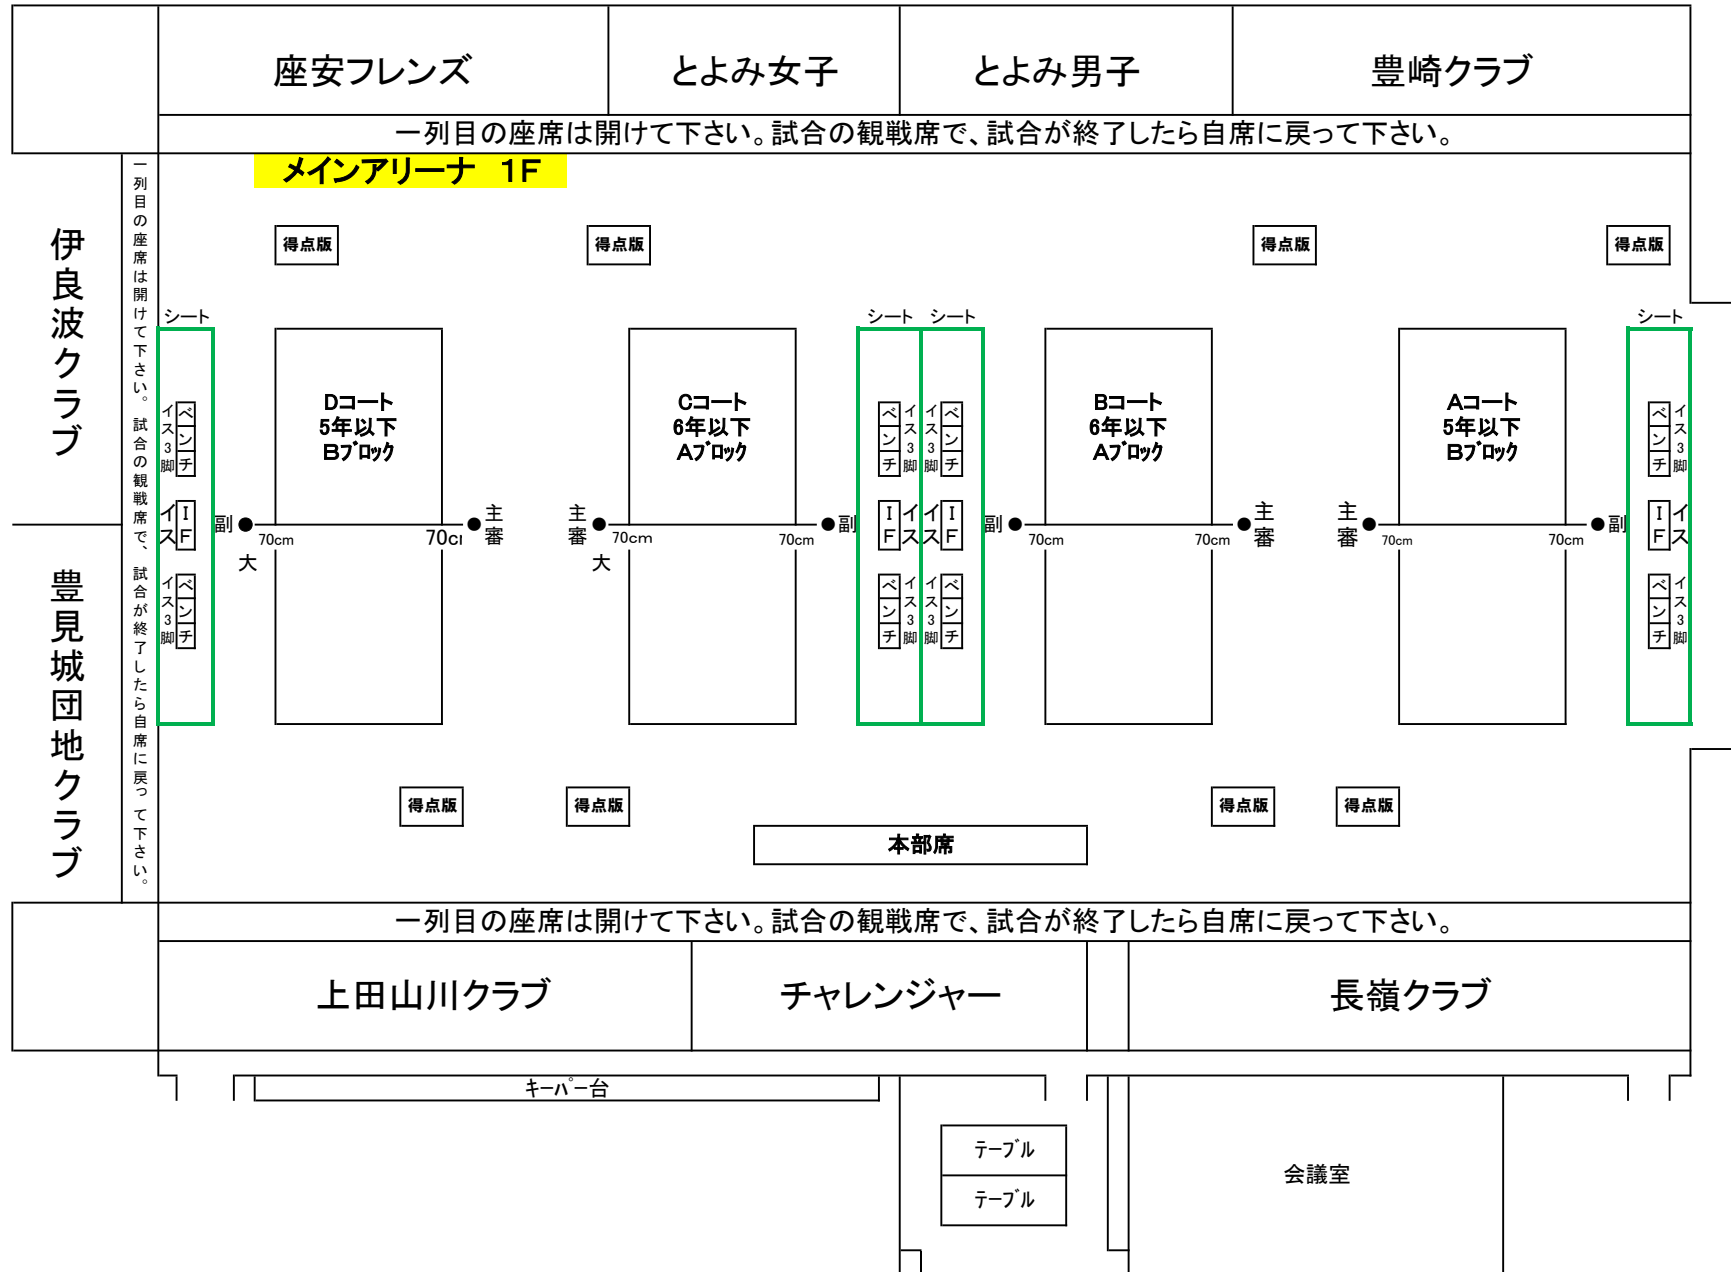 座安フレンズ
とよみ女子
とよみ男子
豊崎クラブ
一列目の座席は開けて下さい。試合の観戦席で、試合が終了したら自席に戻って下さい。
メインアリーナ　1F
伊良波クラブ
豊見城団地クラブ
一列目の座席は開けて下さい。試合の観戦席で、試合が終了したら自席に戻って下さい。
得点版
得点版
得点版
得点版
シート
シート
シート
シート
イス3脚
ベンチ
イス
IF
イス3脚
ベンチ
Dコート
5年以下
Bブロック
副
70cm
大
70c
主審
Cコート
6年以下
Aブロック
主審
70cm
大
70cm
副
ベンチ
イス3脚
IF
イス
ベンチ
イス3脚
イス3脚
ベンチ
イス
IF
イス3脚
ベンチ
Bコート
6年以下
Aブロック
副
70cm
70cm
主審
Aコート
5年以下
Bブロック
主審
70cm
70cm
副
ベンチ
イス3脚
IF
イス
ベンチ
イス3脚
得点版
得点版
得点版
得点版
本部席
一列目の座席は開けて下さい。試合の観戦席で、試合が終了したら自席に戻って下さい。
上田山川クラブ
チャレンジャー
長嶺クラブ
キーパー台
テーブル
テーブル
会議室